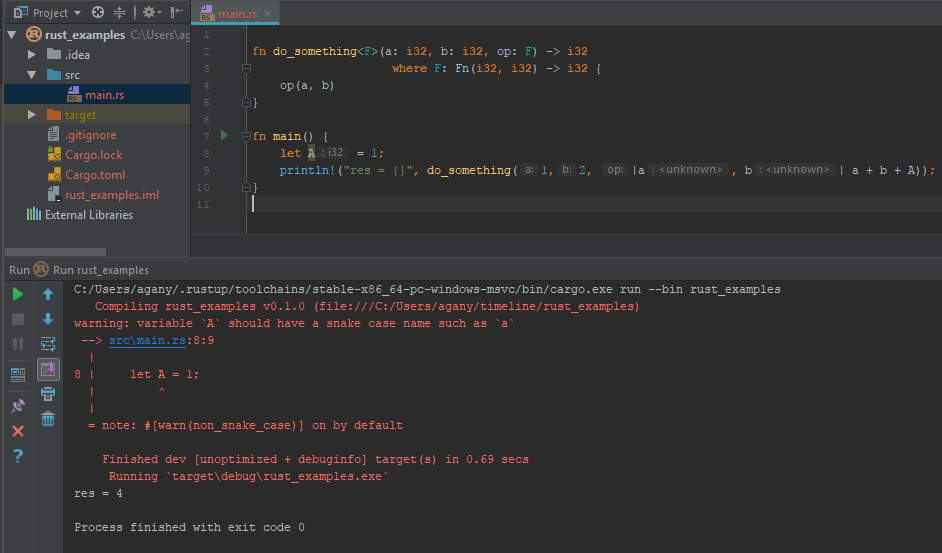 Project
main.rs
rust_examples C:\Users\ag
.idea
src
main.rs
target
.gitignore
Cargo.lock
Cargo.toml
rust_examples.iml
External Libraries
1
2 fn do_something<F>(a: i32, b: i32, op: F) -> i32
3 where F: Fn(i32, i32) -> i32 {
4 op(a, b)
5 }
6
7 fn main() {
8 let A : i32 = 1;
9 println!("res = {}", do_something( a: 1, b: 2, op: |a : <unknown> , b : <unknown> | a + b + A));
10 }
11
Run Run rust_examples
C:/Users/agany/.rustup/toolchains/stable-x86_64-pc-windows-msvc/bin/cargo.exe run --bin rust_examples
Compiling rust_examples v0.1.0 (file:///C:/Users/agany/timeline/rust_examples)
warning: variable `A` should have a snake case name such as `a`
--> src\main.rs:8:9
|
8 | let A = 1;
| ^
|
= note: #[warn(non_snake_case)] on by default
Finished dev [unoptimized + debuginfo] target(s) in 0.69 secs
Running `target\debug\rust_examples.exe`
res = 4
Process finished with exit code 0